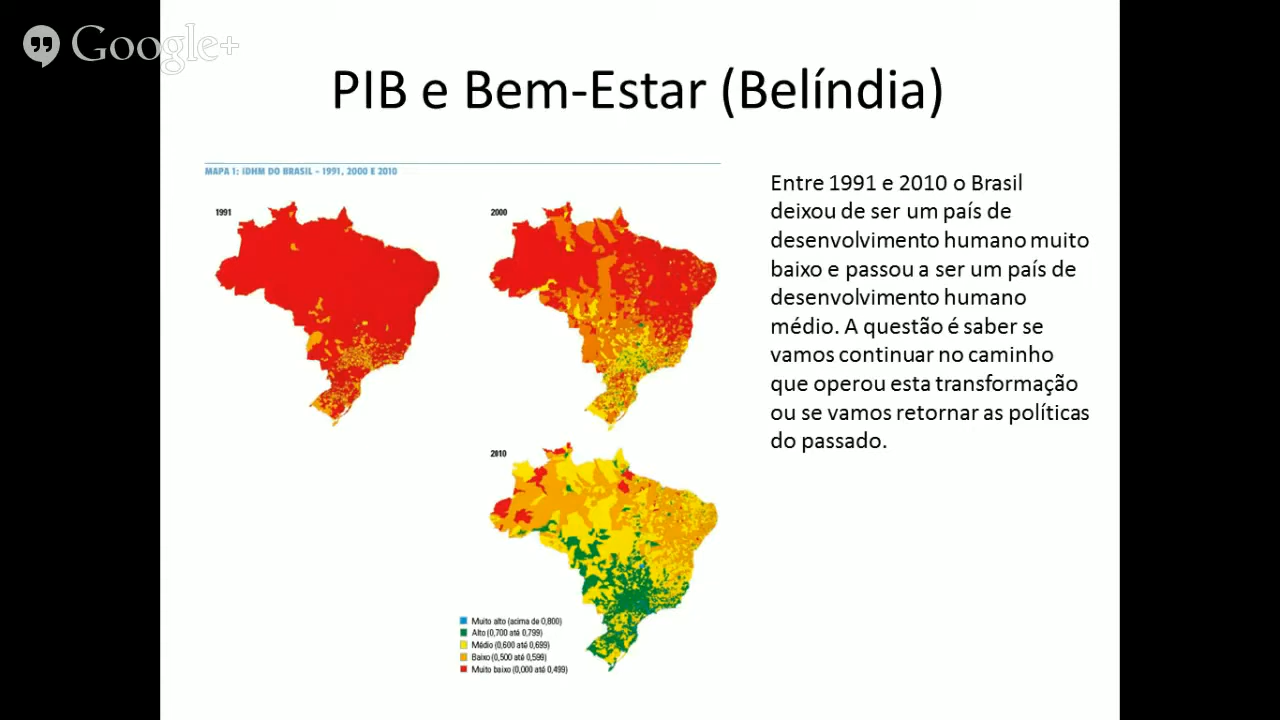 Google+
PIB e Bem-Estar (Belíndia)
MAPA 1: IDHM DO BRASIL - 1991, 2000 E 2010
1991
2000
2010
Muito alto (acima de 0,800)
Alto (0,700 até 0,799)
Médio (0,600 até 0,699)
Baixo (0,500 até 0,599)
Muito baixo (0,000 até 0,499)
Entre 1991 e 2010 o Brasil
deixou de ser um país de
desenvolvimento humano muito
baixo e passou a ser um país de
desenvolvimento humano
médio. A questão é saber se
vamos continuar no caminho
que operou esta transformação
ou se vamos retornar as políticas
do passado.